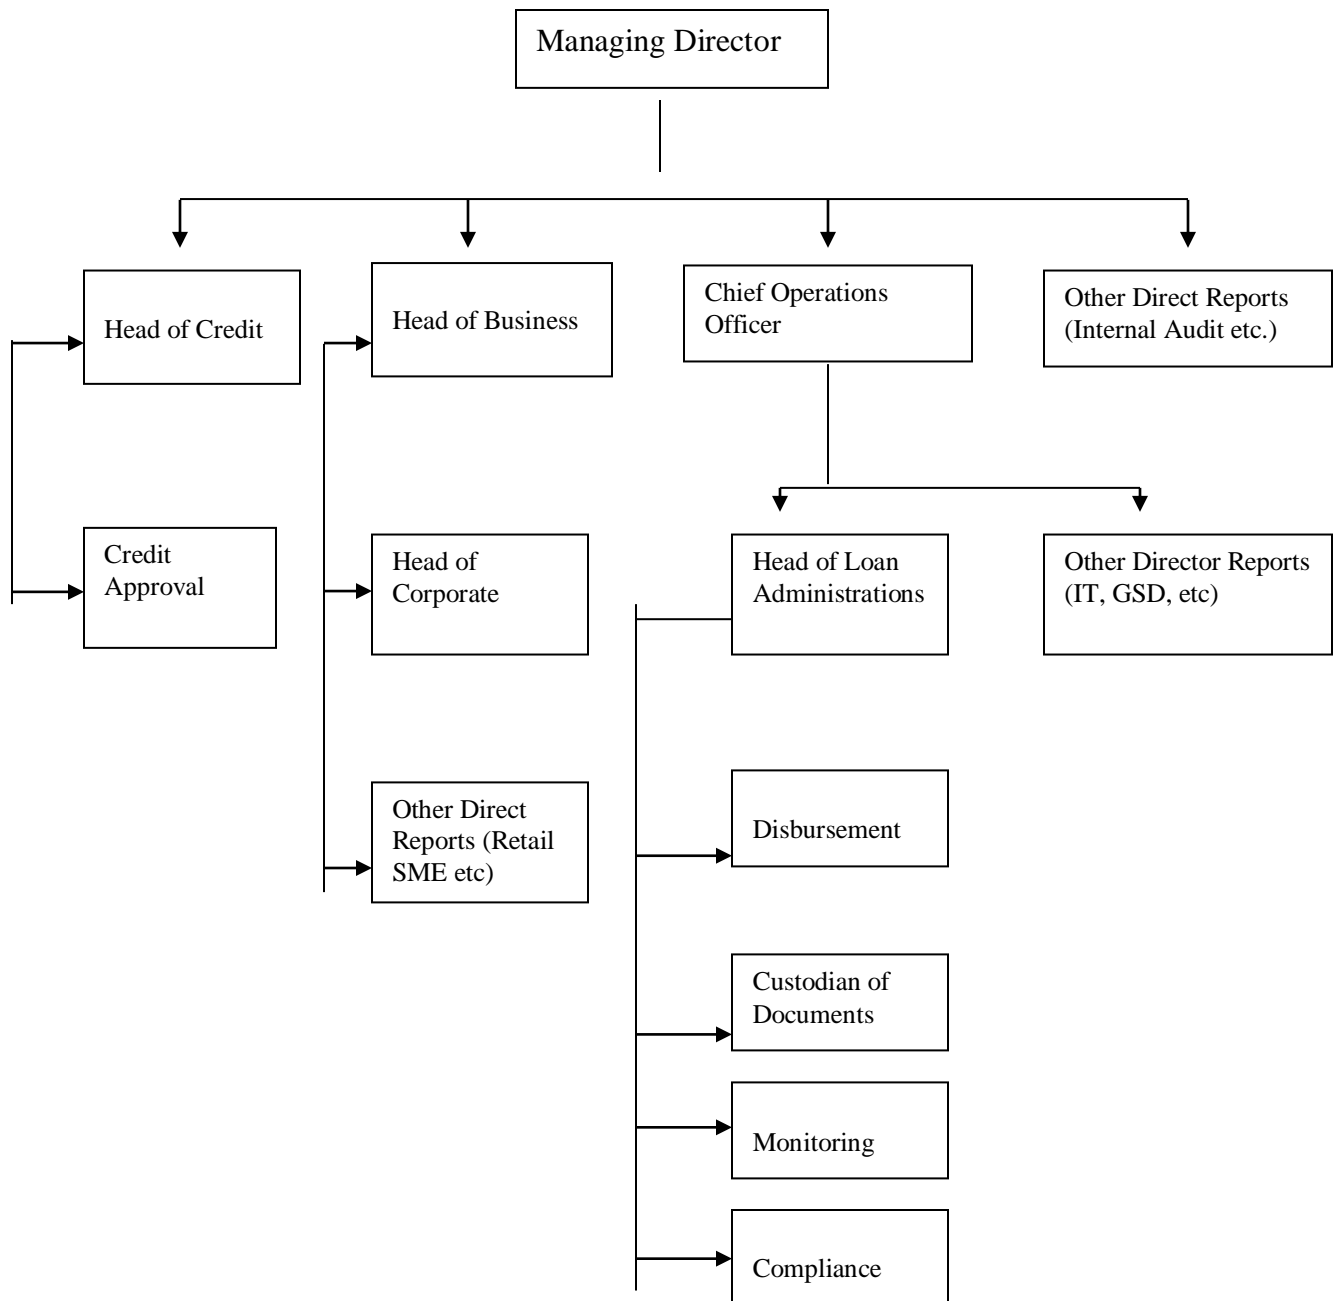 Managing Director
Head of Credit
Head of Business
Chief Operations
Officer
Other Direct Reports
(Internal Audit etc.)
Credit
Approval
Head of
Corporate
Head of Loan
Administrations
Other Director Reports
(IT, GSD, etc)
Other Direct
Reports (Retail
SME etc)
Disbursement
Custodian of
Documents
Monitoring
Compliance